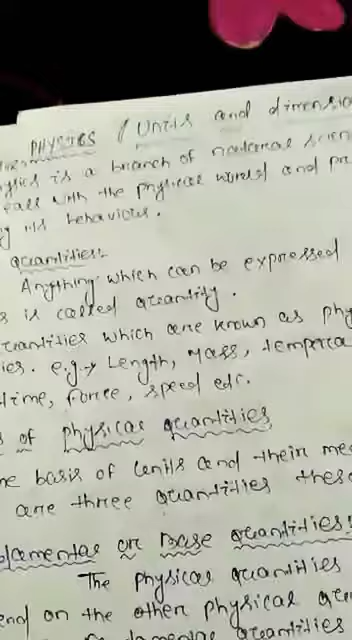 PHYSICS / Units and dimensio
ysics is a branch of natural scien
eals with the physical world and
its behaviour.
quantities:-
Anything which can be expressed
s is called quantity.
uantities which are known as phy
ies. e.g:→ Length, Mass, tempera
time, Force, speed etc.
of physical quantities
he basis of units and their me
are three quantities these
damental or Base quantities:
The physical quantities
end on the other physical
quantities